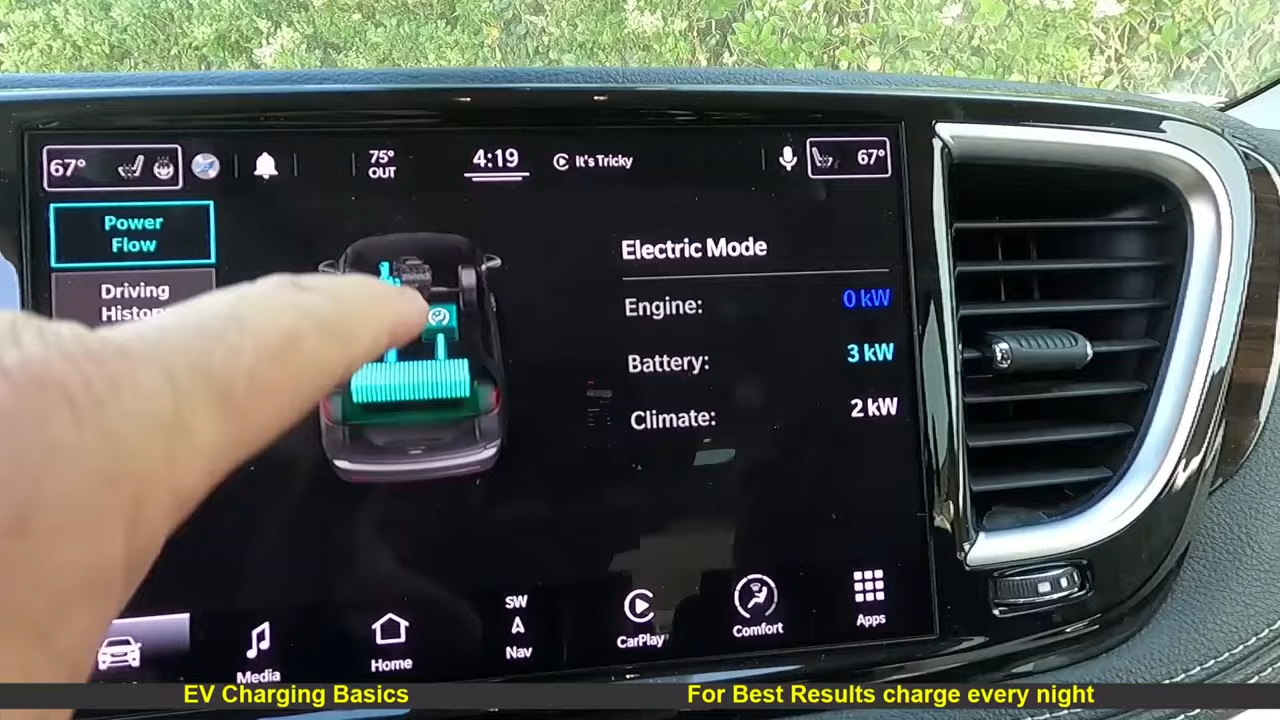 67°
75°
OUT
4:19
It's Tricky
67°
Power
Flow
Driving
History
Electric Mode
Engine: 0 kW
Battery: 3 kW
Climate: 2 kW
Media
Home
SW
Nav
CarPlay
Comfort
Apps
EV Charging Basics
For Best Results charge every night